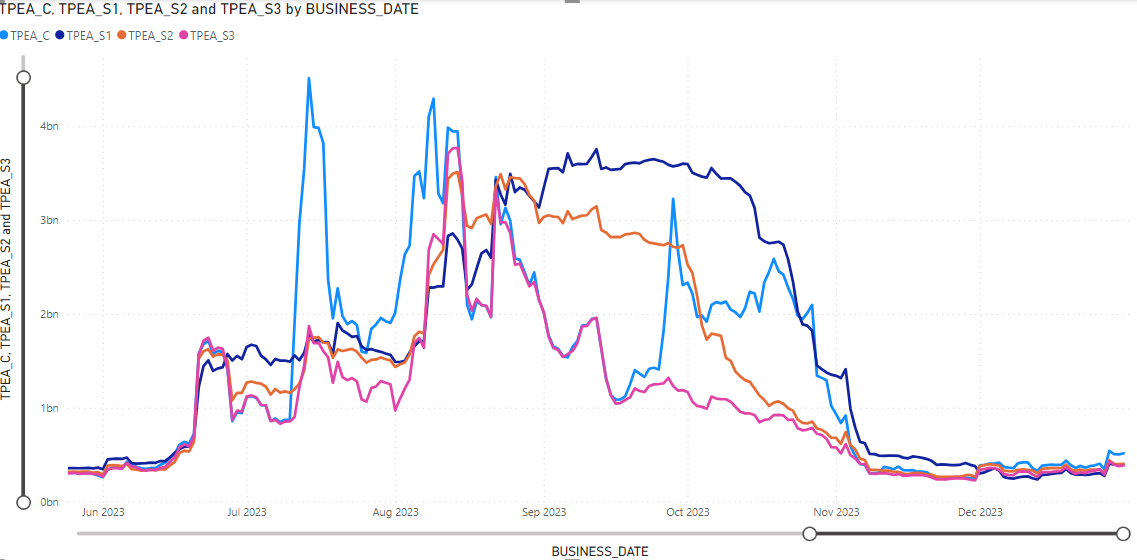 TPEA_C, TPEA_S1, TPEA_S2 and TPEA_S3 by BUSINESS_DATE
TPEA_C TPEA_S1 TPEA_S2 TPEA_S3
TPEA_C, TPEA_S1, TPEA_S2 and TPEA_S3
4bn
3bn
2bn
1bn
0bn
Jun 2023 Jul 2023 Aug 2023 Sep 2023 Oct 2023 Nov 2023 Dec 2023
BUSINESS_DATE